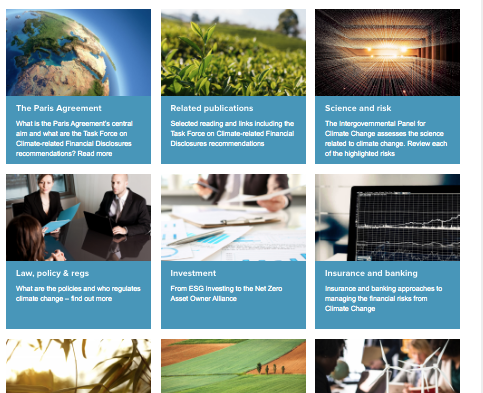 The Paris Agreement
What is the Paris Agreement's central
aim and what are the Task Force on
Climate-related Financial Disclosures
recommendations? Read more
Related publications
Selected reading and links including the
Task Force on Climate-related Financial
Disclosures recommendations
Science and risk
The Intergovernmental Panel for
Climate Change assesses the science
related to climate change. Review each
of the highlighted risks
Law, policy & regs
What are the policies and who regulates
climate change – find out more
Investment
From ESG investing to the Net Zero
Asset Owner Alliance
Insurance and banking
Insurance and banking approaches to
managing the financial risks from
Climate Change